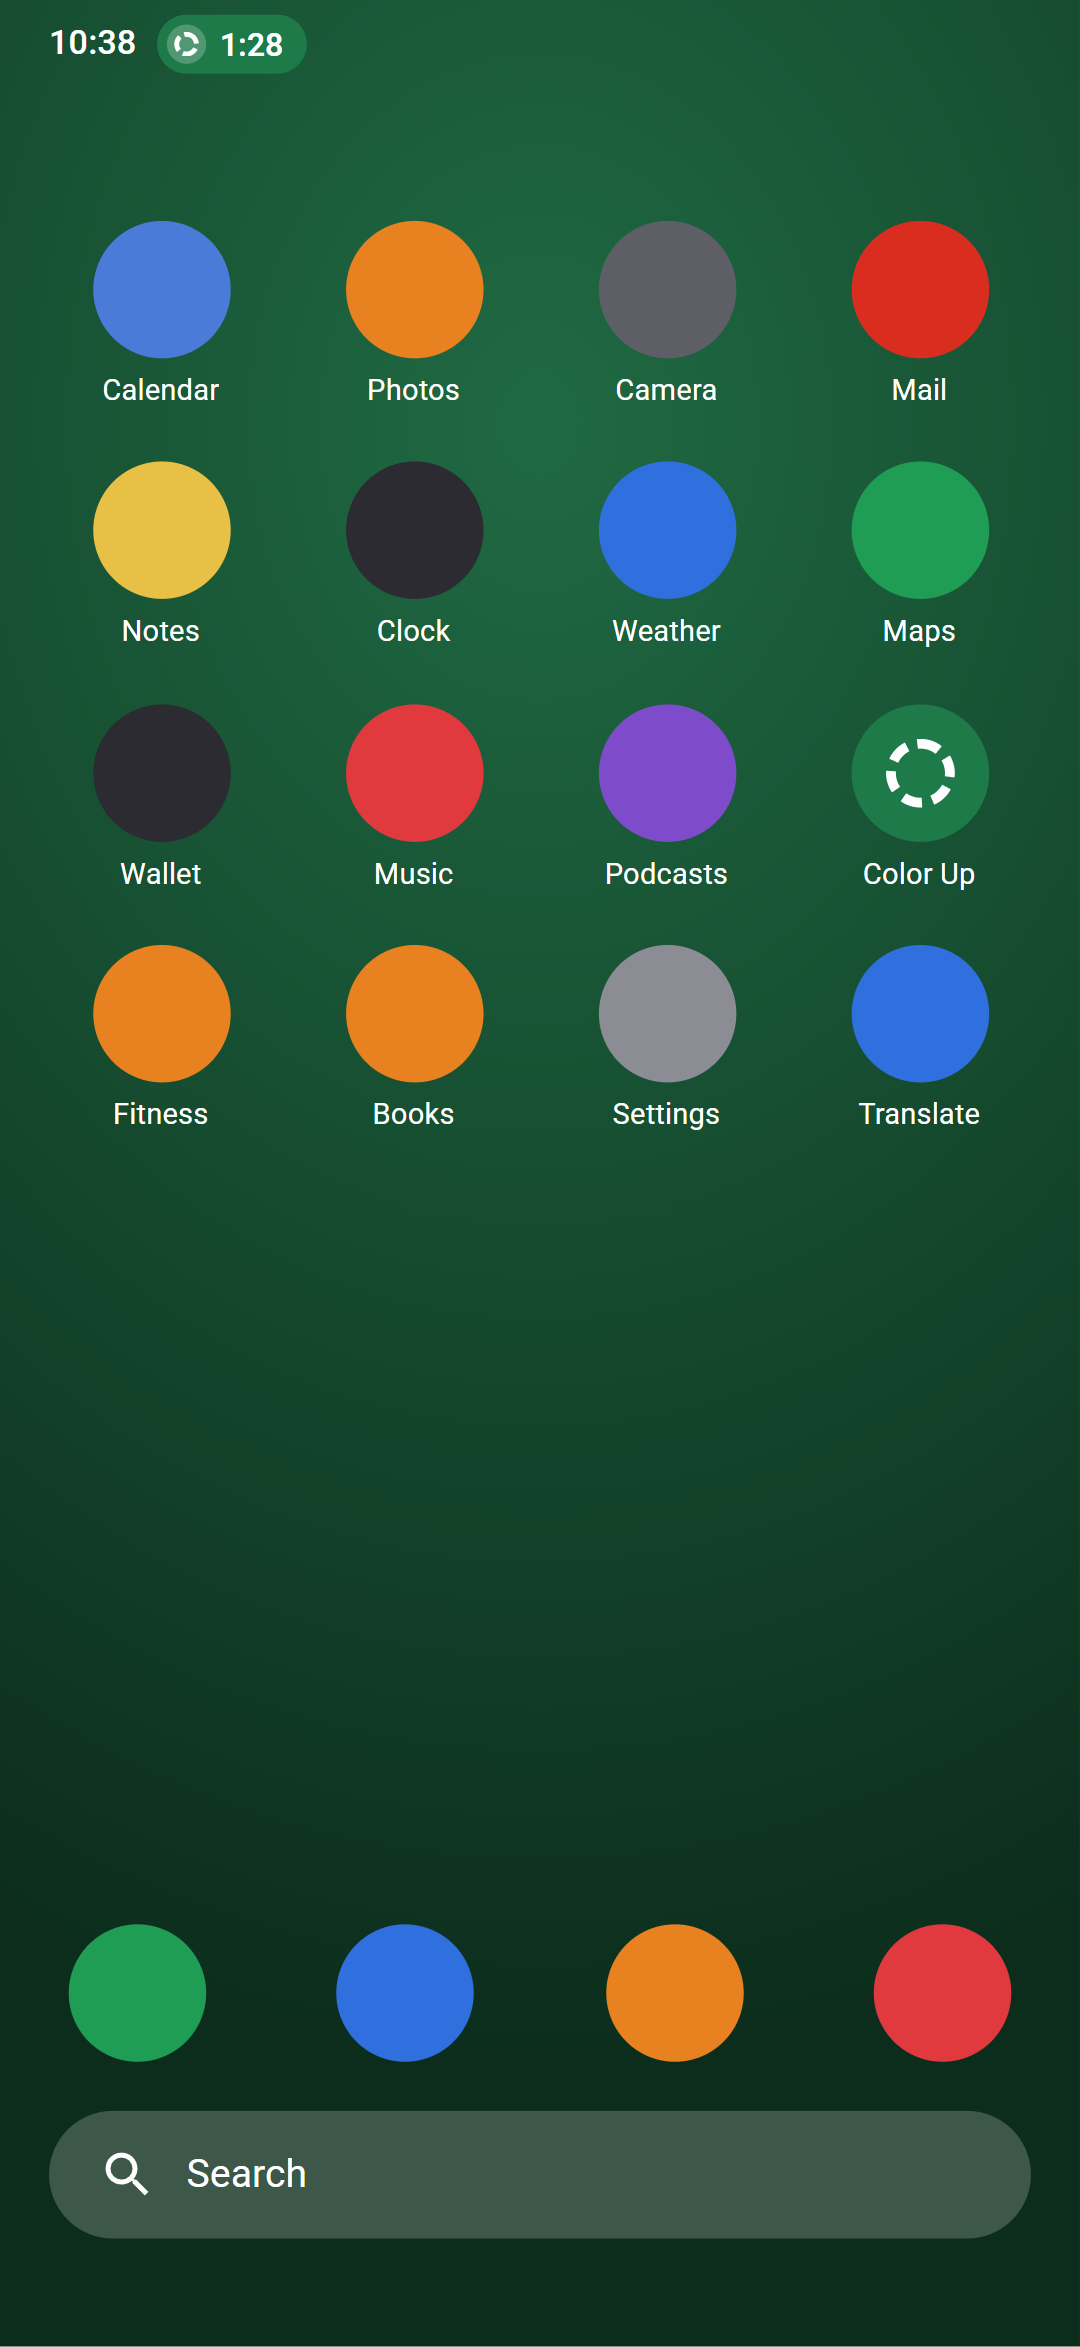 10:38 1:28
Calendar Photos Camera Mail
Notes Clock Weather Maps
Wallet Music Podcasts Color Up
Fitness Books Settings Translate
Search